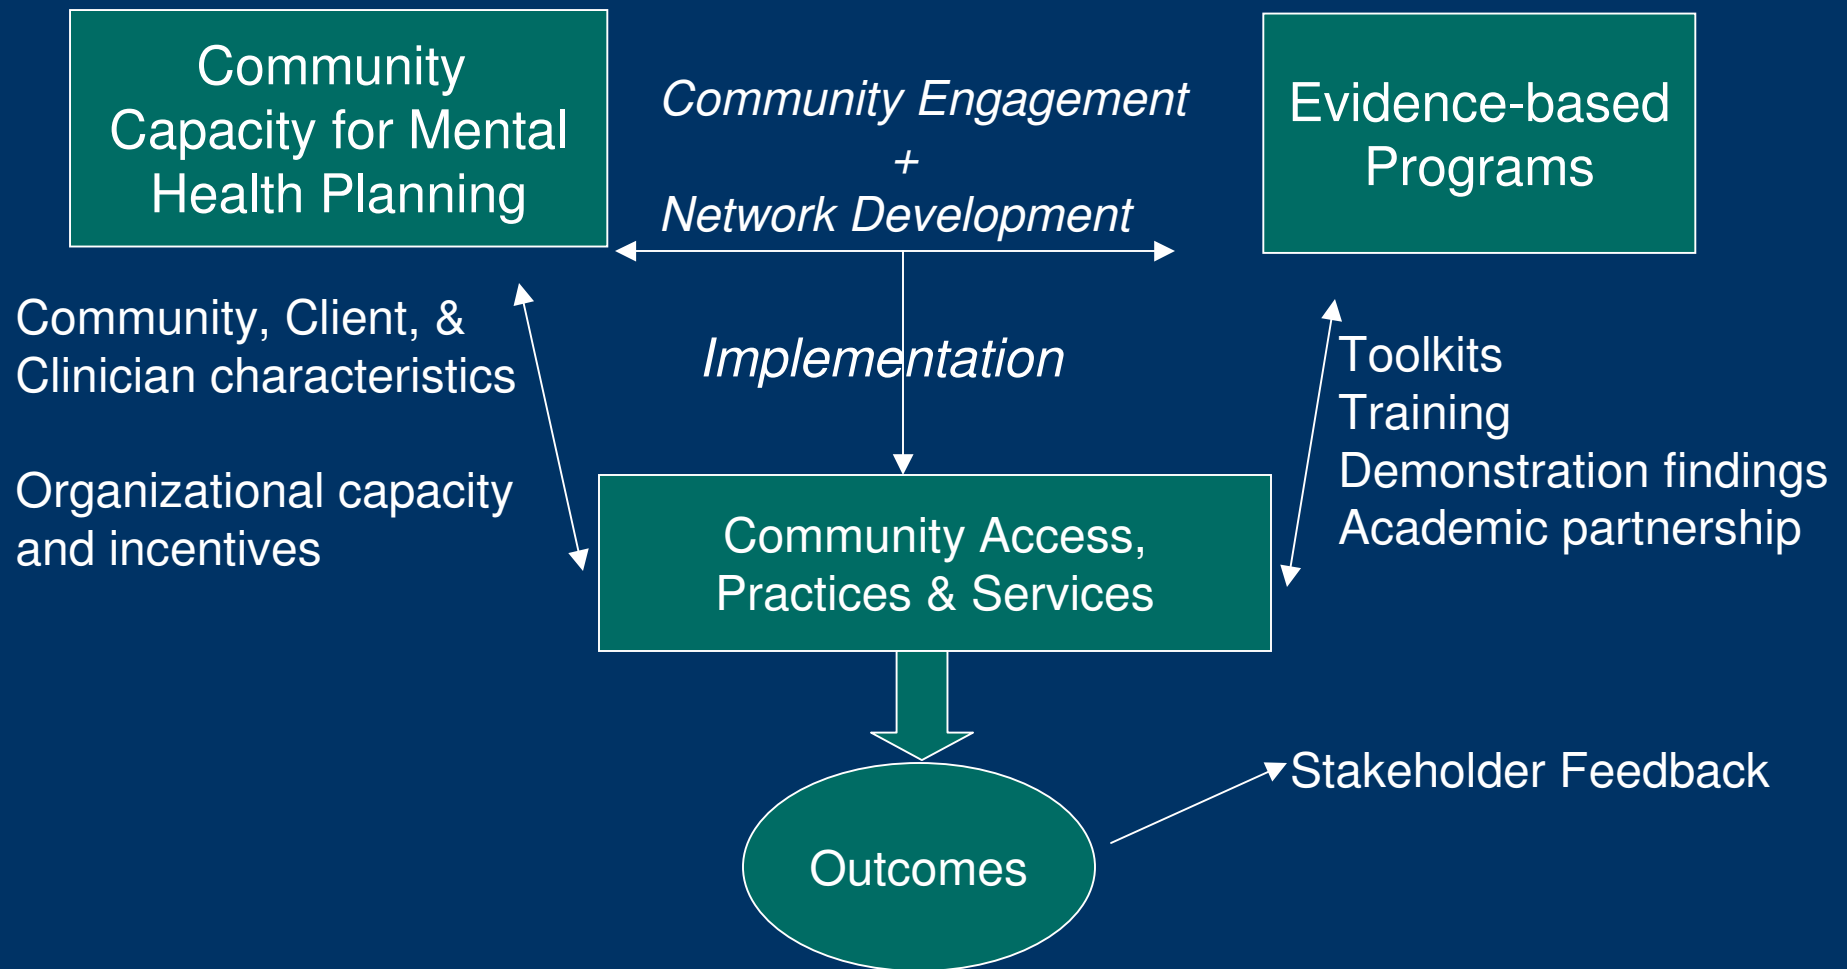 Community
Capacity for Mental
Health Planning
Community Engagement
+
Network Development
Evidence-based
Programs
Community, Client, &
Clinician characteristics
Organizational capacity
and incentives
Implementation
Toolkits
Training
Demonstration findings
Academic partnership
Community Access,
Practices & Services
Stakeholder Feedback
Outcomes